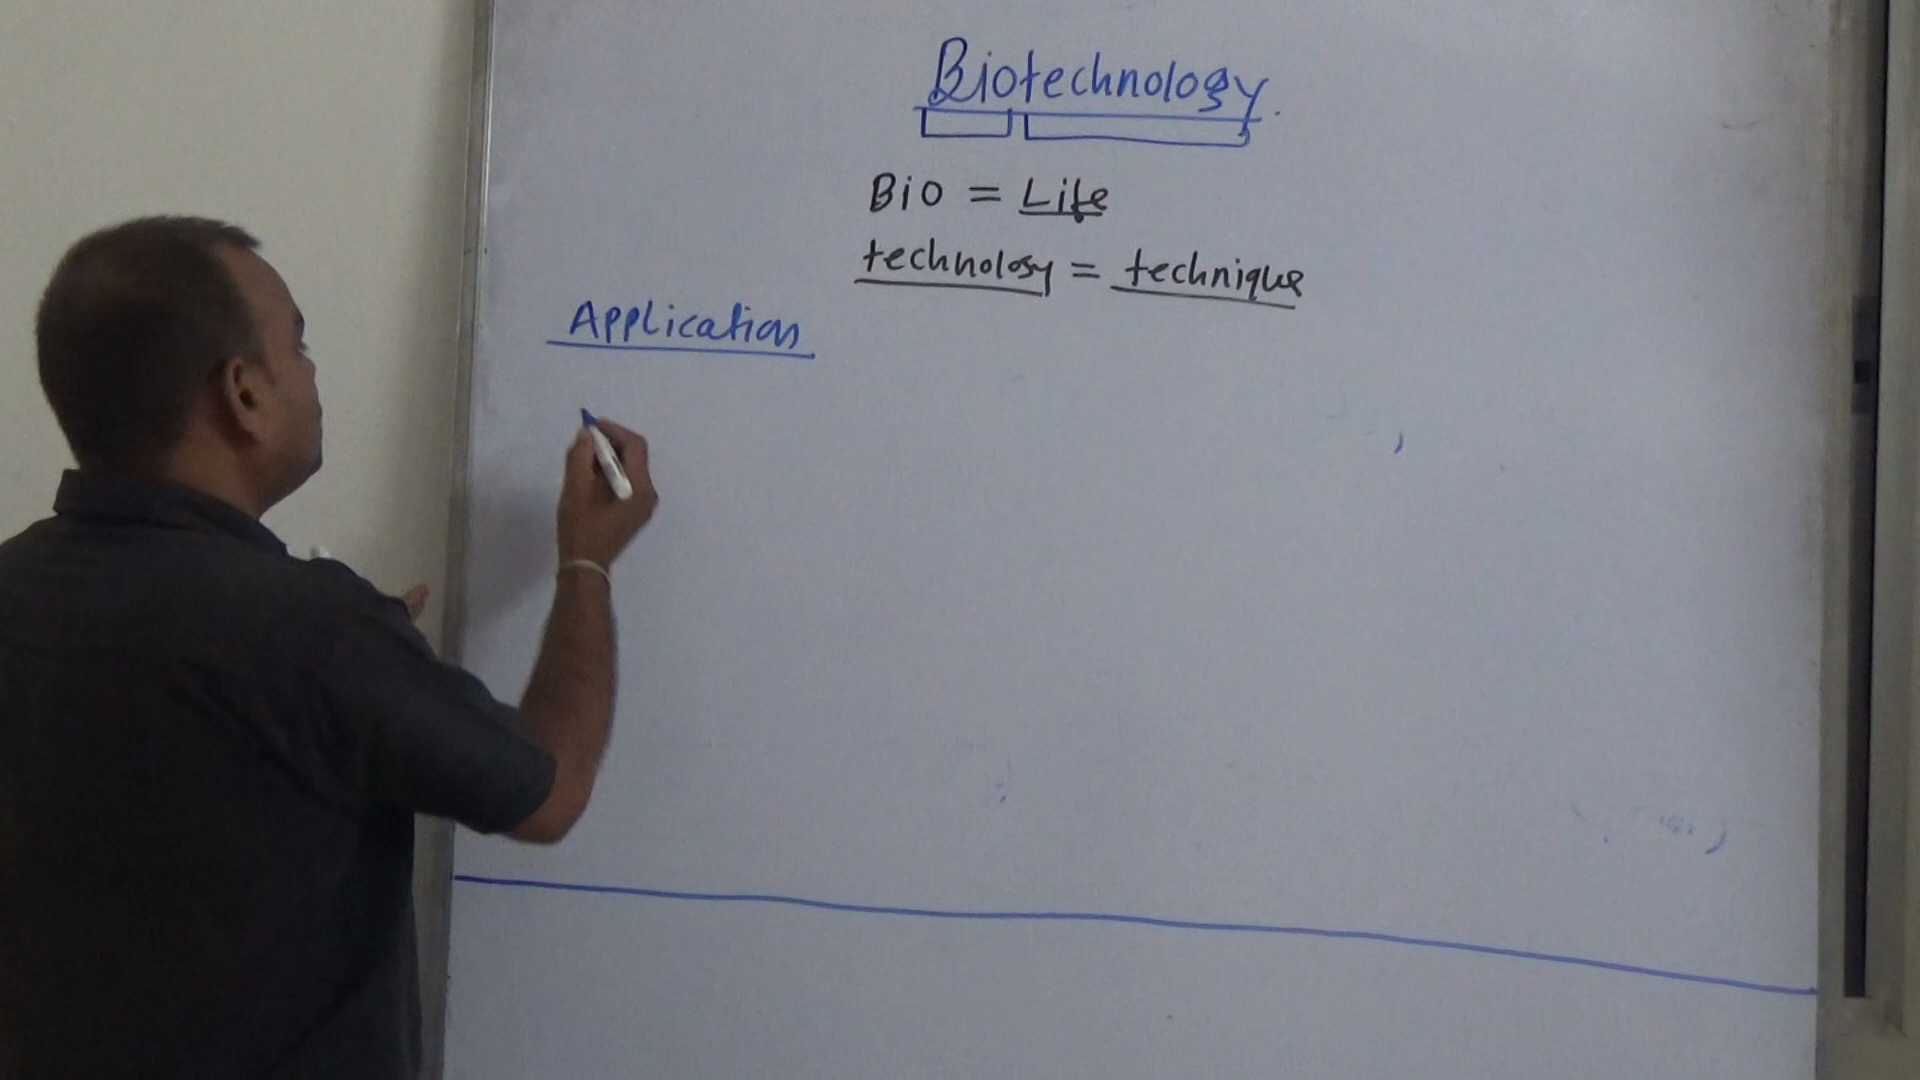 Biotechnology.
Bio = Life
technology = technique
Application